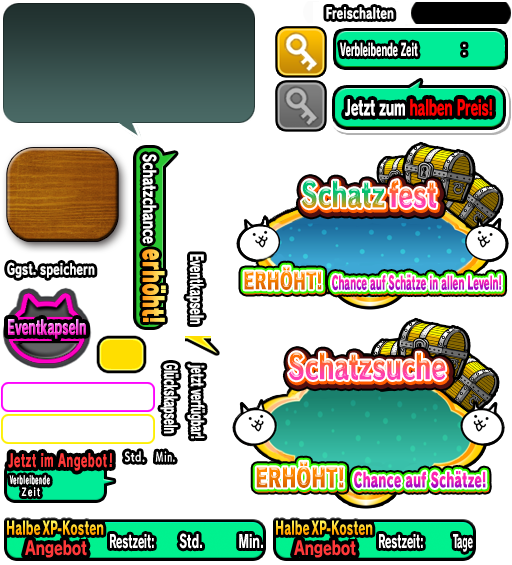 Freischalten
Verbleibende Zeit :
Jetzt zum halben Preis!
Schatzchance erhöht!
Schatzfest
ERHÖHT! Chance auf Schätze in allen Leveln!
Ggst. speichern
Eventkapseln
Eventkapseln
Jetzt verfügbar!
Glückskapseln
Schatzsuche
ERHÖHT! Chance auf Schätze!
Jetzt im Angebot! Std. Min.
Verbleibende
Zeit
Halbe XP-Kosten
Angebot Restzeit: Std. Min.
Halbe XP-Kosten
Angebot Restzeit: Tage